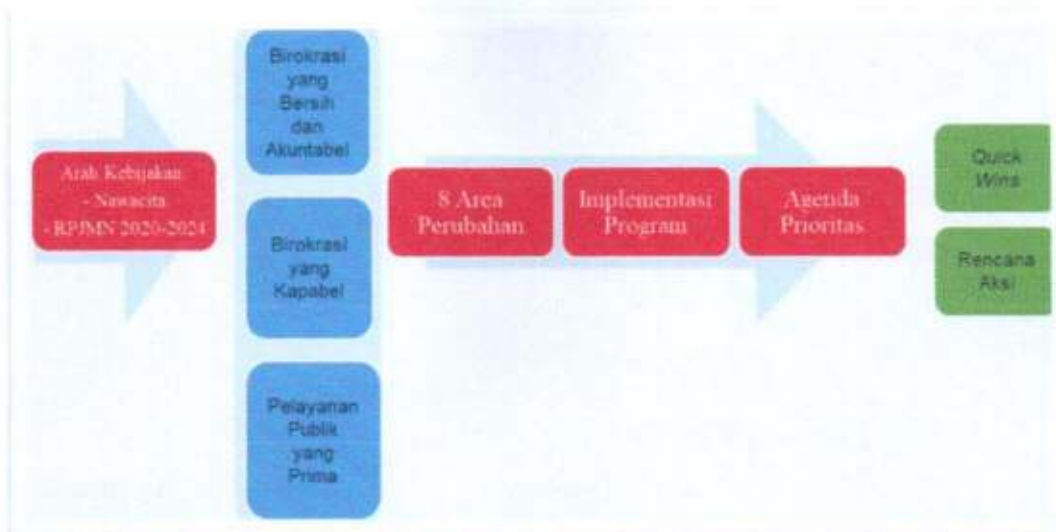 Arah Kebijakan
- Nawacita
- RPJMN 2020-2024
Birokrasi
yang
Bersih
dan
Akuntabel
Birokrasi
yang
Kapabel
Pelayanan
Publik
yang
Prima
8 Area
Perubahan
Implementasi
Program
Agenda
Prioritas
Quick
Wins
Rencana
Aksi